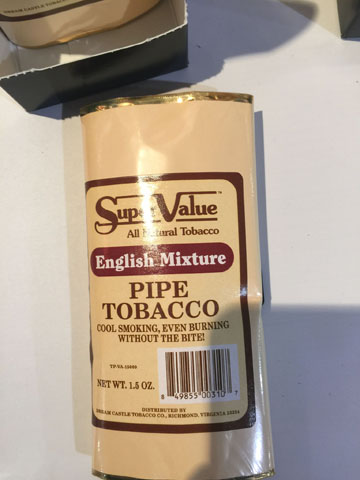 Super Value
All Natural Tobacco
English Mixture
PIPE
TOBACCO
COOL SMOKING, EVEN BURNING
WITHOUT THE BITE!
NET WT. 1.5 OZ.
49855 00310 7
DISTRIBUTED BY
CASTLE TOBACCO CO., RICHMOND, VIRGINIA